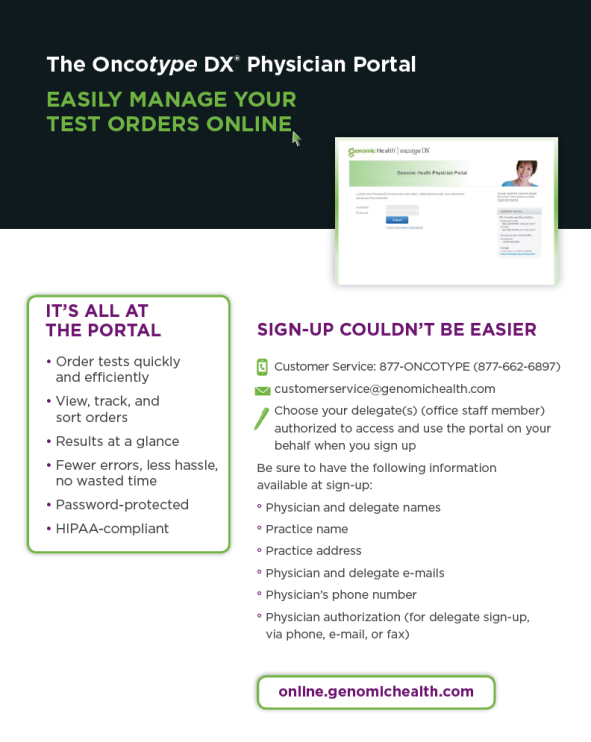 The Oncotype DX® Physician Portal
EASILY MANAGE YOUR
TEST ORDERS ONLINE
Genomic Health | oncotype DX
Genomic Health Physician Portal
IT'S ALL AT
THE PORTAL
• Order tests quickly
and efficiently
• View, track, and
sort orders
• Results at a glance
• Fewer errors, less hassle,
no wasted time
• Password-protected
• HIPAA-compliant
SIGN-UP COULDN'T BE EASIER
Customer Service: 877-ONCOTYPE (877-662-6897)
customerservice@genomichealth.com
Choose your delegate(s) (office staff member)
authorized to access and use the portal on your
behalf when you sign up
Be sure to have the following information
available at sign-up:
° Physician and delegate names
° Practice name
° Practice address
° Physician and delegate e-mails
° Physician's phone number
° Physician authorization (for delegate sign-up,
via phone, e-mail, or fax)
online.genomichealth.com